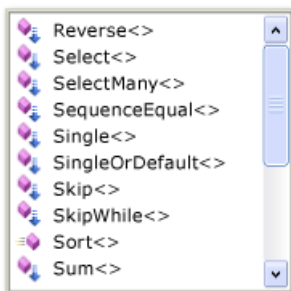 Reverse<>
Select<>
SelectMany<>
SequenceEqual<>
Single<>
SingleOrDefault<>
Skip<>
SkipWhile<>
Sort<>
Sum<>